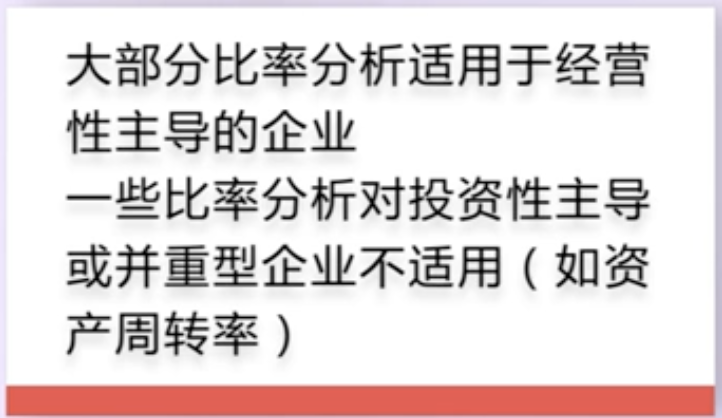 大部分比率分析适用于经营
性主导的企业
一些比率分析对投资性主导
或并重型企业不适用（如资
产周转率）